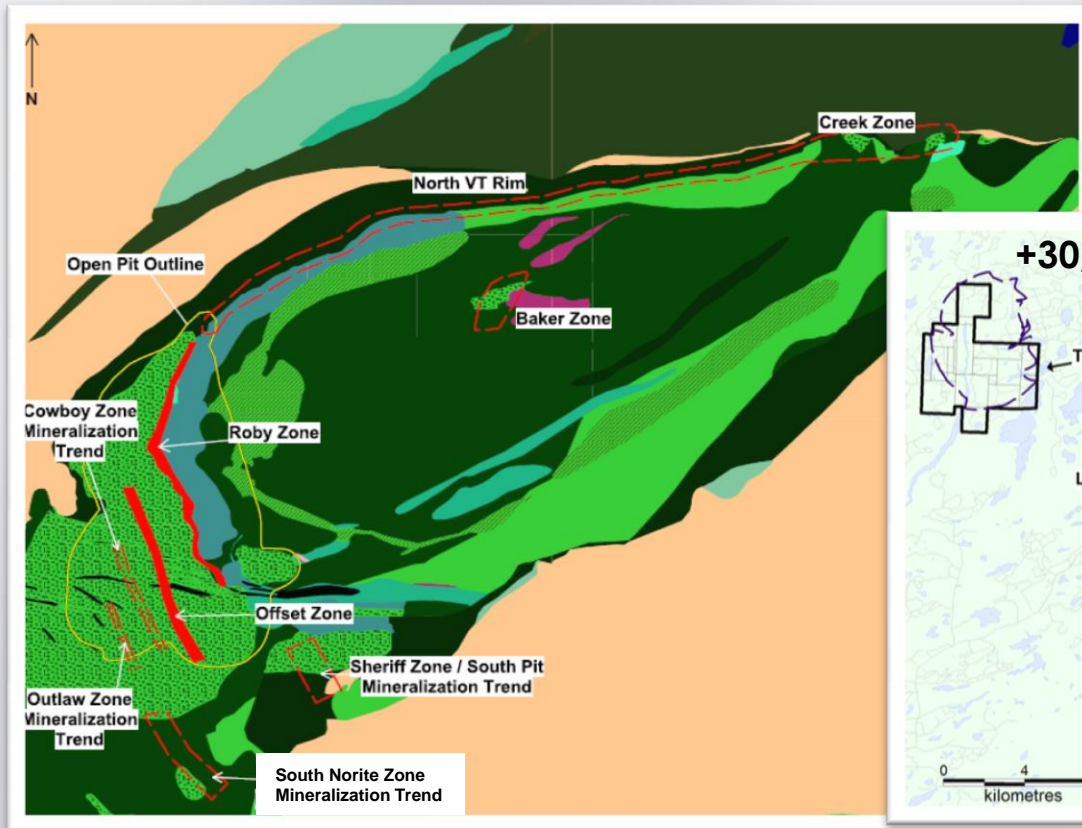 N
Creek Zone
North VT Rim
Open Pit Outline
Baker Zone
Cowboy Zone
Mineralization
Trend
Roby Zone
Offset Zone
Sheriff Zone / South Pit
Mineralization Trend
Outlaw Zone
Mineralization
Trend
South Norite Zone
Mineralization Trend
+30,
T
L
0 4
kilometres